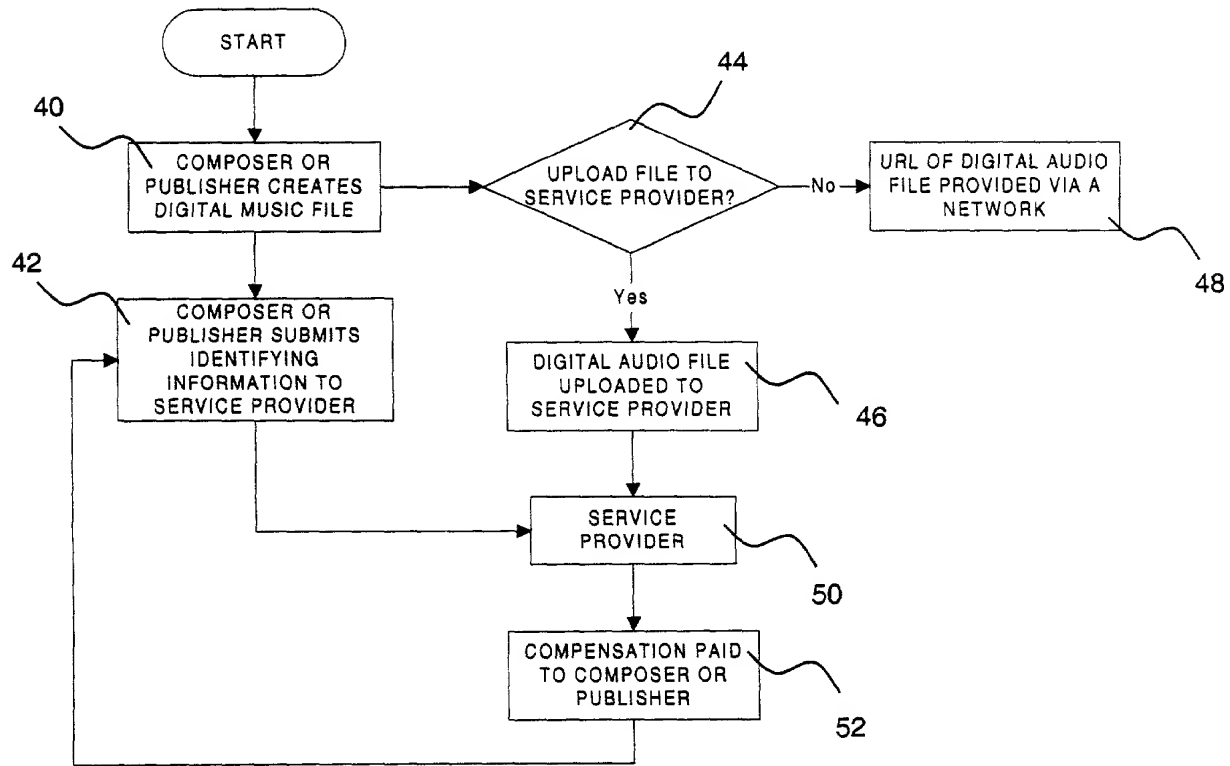 START
40
COMPOSER OR
PUBLISHER CREATES
DIGITAL MUSIC FILE
44
UPLOAD FILE TO
SERVICE PROVIDER?
No
URL OF DIGITAL AUDIO
FILE PROVIDED VIA A
NETWORK
48
42
COMPOSER OR
PUBLISHER SUBMITS
IDENTIFYING
INFORMATION TO
SERVICE PROVIDER
Yes
DIGITAL AUDIO FILE
UPLOADED TO
SERVICE PROVIDER
46
SERVICE
PROVIDER
50
COMPENSATION PAID
TO COMPOSER OR
PUBLISHER
52